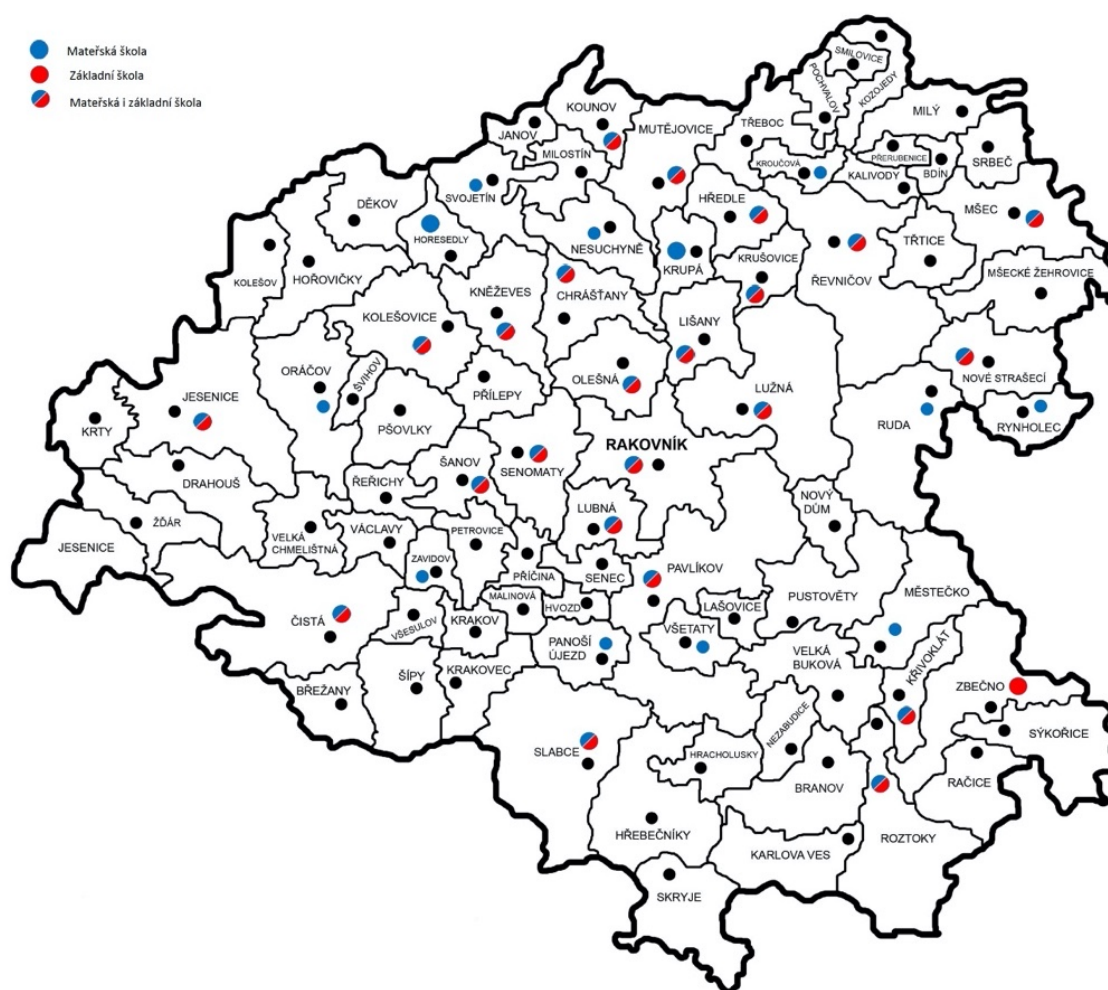 Mateřská škola
Základní škola
Mateřská i základní škola
SMILOVICE
POCHVALOV
KOZOJEDY
KOUNOV
MUTĚJOVICE
TŘEBOC
MILÝ
JANOV
MILOSTÍN
KROUČOVÁ
PŘERUBENICE
BDÍN
SRBEČ
KALIVODY
SVOJETÍN
DĚKOV
HŘEDLE
MŠEC
HORESEDLY
NESUCHYNĚ
KRUPÁ
KRUŠOVICE
ŘEVNIČOV
TŘTICE
KOLEŠOV
HOŘOVIČKY
MŠECKÉ ŽEHROVICE
KNĚŽEVES
CHRÁŠŤANY
KOLEŠOVICE
LIŠANY
ORÁČOV
ŠVIHOV
JESENICE
PŘÍLEPY
OLEŠNÁ
LUŽNÁ
NOVÉ STRAŠECÍ
KRTY
PŠOVLKY
RUDA
RYNHOLEC
RAKOVNÍK
DRAHOUŠ
ŠANOV
SENOMATY
ŘEŘICHY
NOVÝ
DŮM
ŽĎÁR
LUBNÁ
JESENICE
VELKÁ
CHMELIŠTNÁ
VÁCLAVY
PETROVICE
ZAVIDOV
PŘÍČINA
SENEC
PAVLÍKOV
PUSTOVĚTY
MĚSTEČKO
MALINOVÁ
HVOZD
LAŠOVICE
ČISTÁ
VŠESULOV
KRAKOV
VŠETATY
PANOŠÍ
ÚJEZD
VELKÁ
BUKOVÁ
KŘIVOKLÁT
BŘEŽANY
ŠÍPY
KRAKOVEC
ZBEČNO
NEZABUDICE
SÝKOŘICE
SLABCE
HRACHOLUSKY
BRANOV
RAČICE
HŘEBEČNÍKY
KARLOVA VES
ROZTOKY
SKRYJE